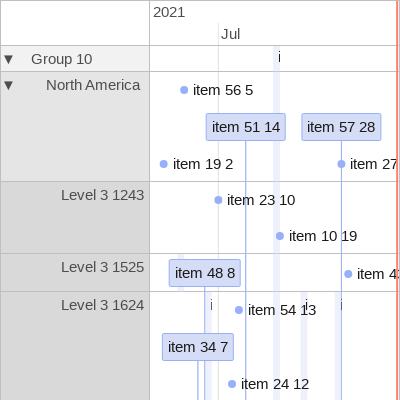 2021
Jul
▼ Group 10
i
▼ North America
item 56 5
item 51 14
item 57 28
item 19 2
item 27
Level 3 1243
item 23 10
item 10 19
Level 3 1525
item 48 8
item 4
Level 3 1624
i
item 54 13
i
i
item 34 7
item 24 12